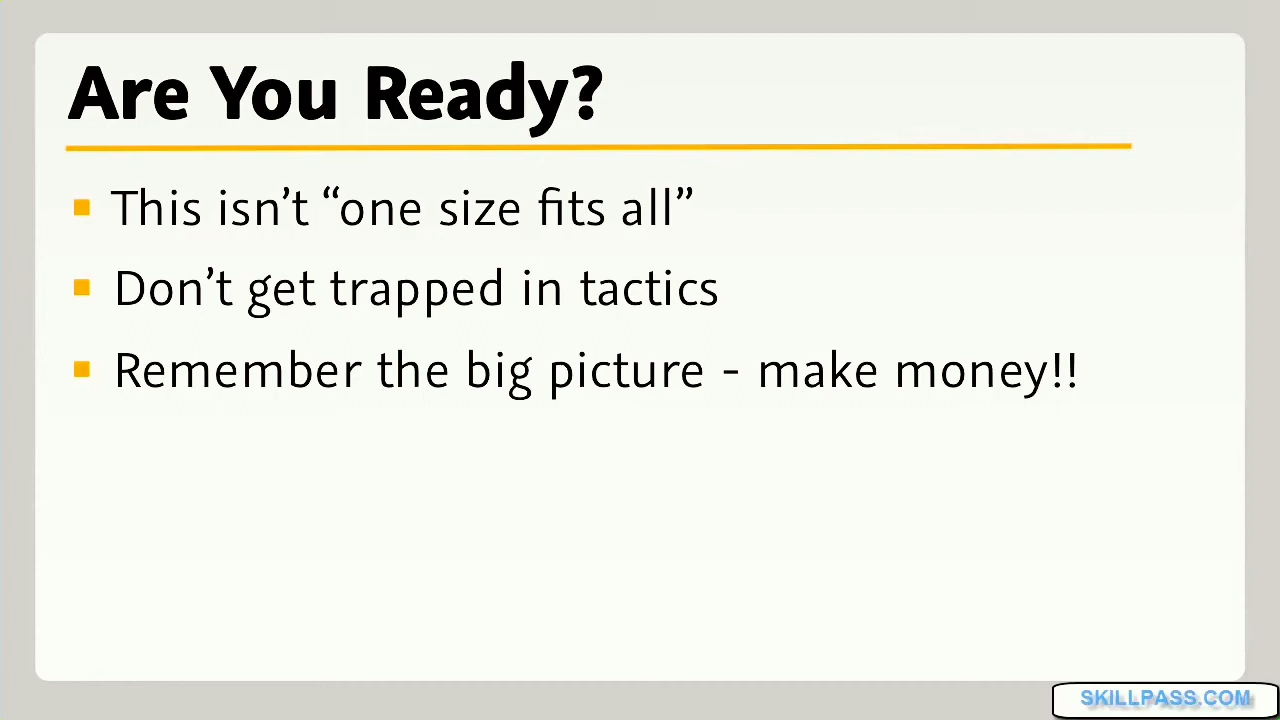 Are You Ready?
This isn’t “one size fits all”
Don’t get trapped in tactics
Remember the big picture - make money!!
SKILLPASS.COM